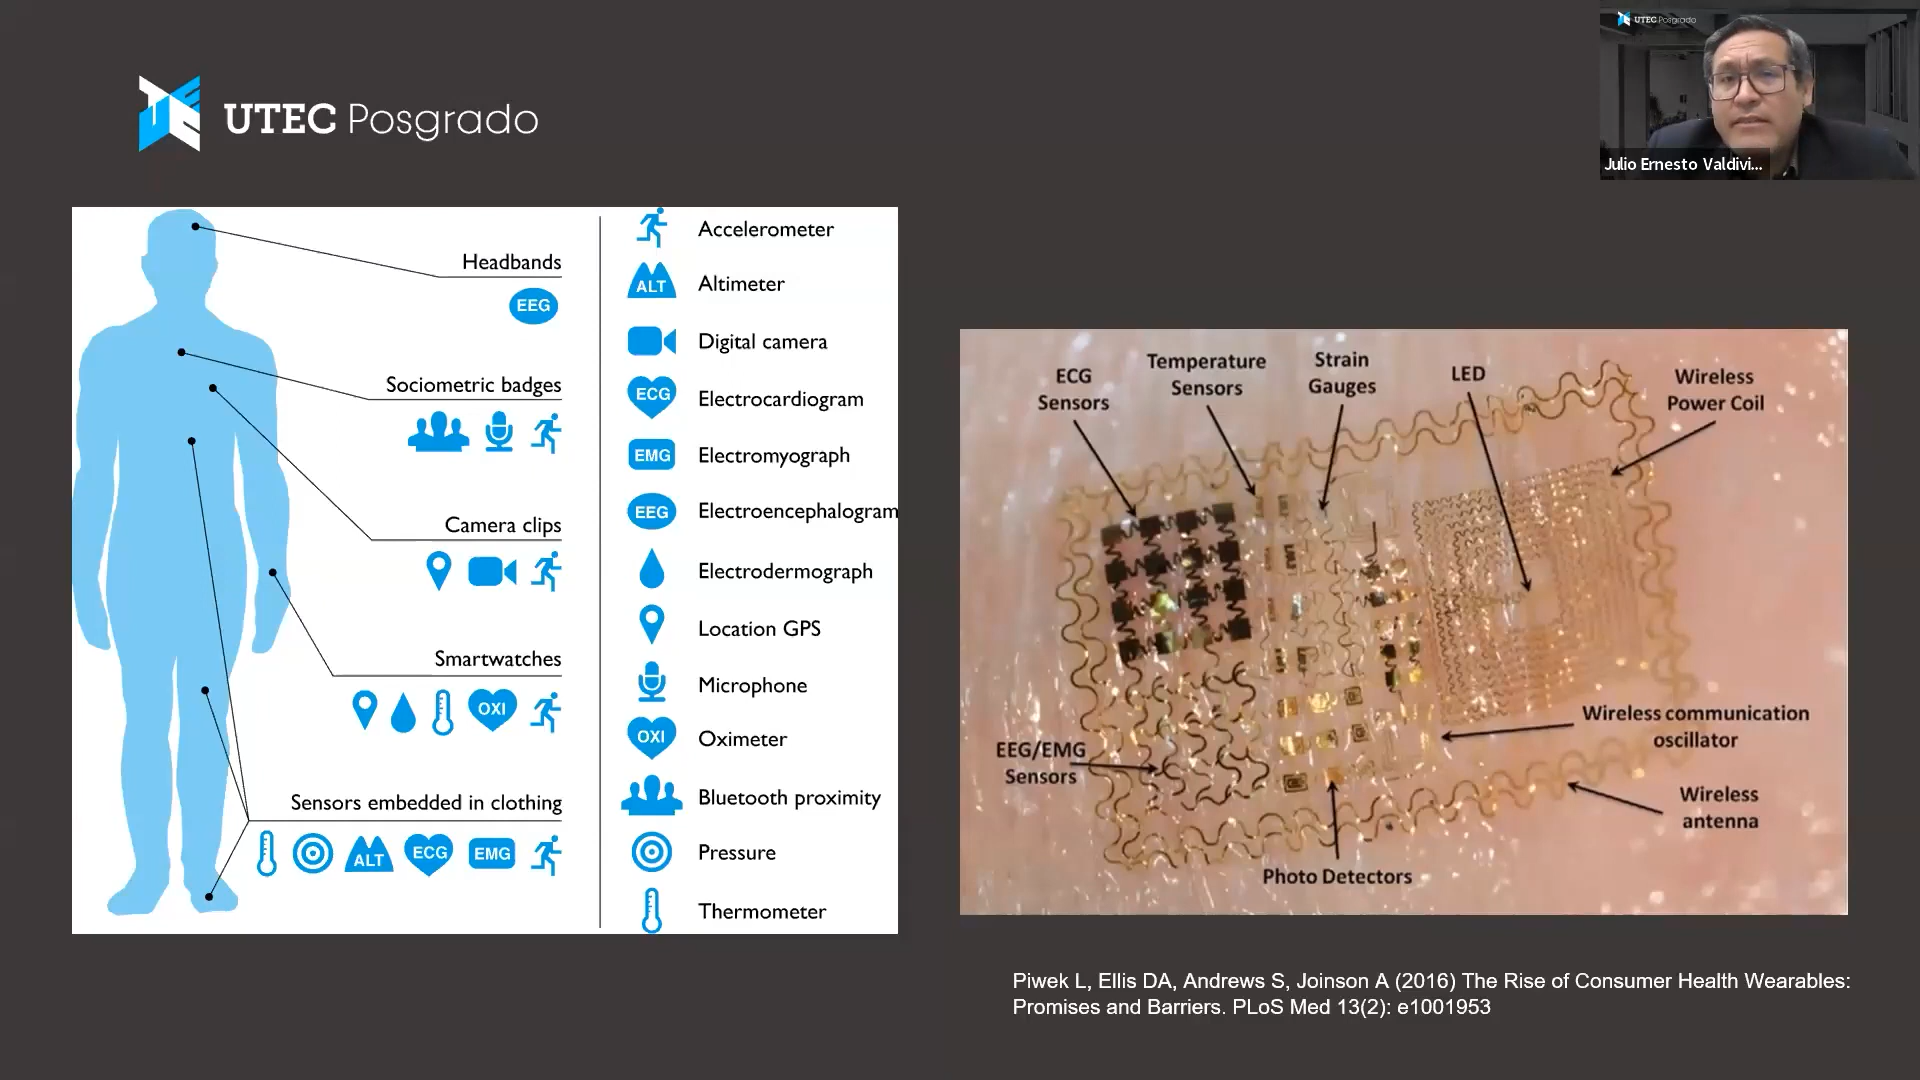 UTEC Posgrado
UTEC Posgrado
Julio Ernesto Valdivi...
Headbands
EEG
Sociometric badges
Camera clips
Smartwatches
OXI
Sensors embedded in clothing
ALT
ECG
EMG
Accelerometer
ALT Altimeter
Digital camera
ECG Electrocardiogram
EMG Electromyograph
EEG Electroencephalogram
Electrodermograph
Location GPS
Microphone
OXI Oximeter
Bluetooth proximity
Pressure
Thermometer
ECG
Sensors
Temperature
Sensors
Strain
Gauges
LED
Wireless
Power Coil
Wireless communication
oscillator
EEG/EMG
Sensors
Wireless
antenna
Photo Detectors
Piwek L, Ellis DA, Andrews S, Joinson A (2016) The Rise of Consumer Health Wearables:
Promises and Barriers. PLoS Med 13(2): e1001953